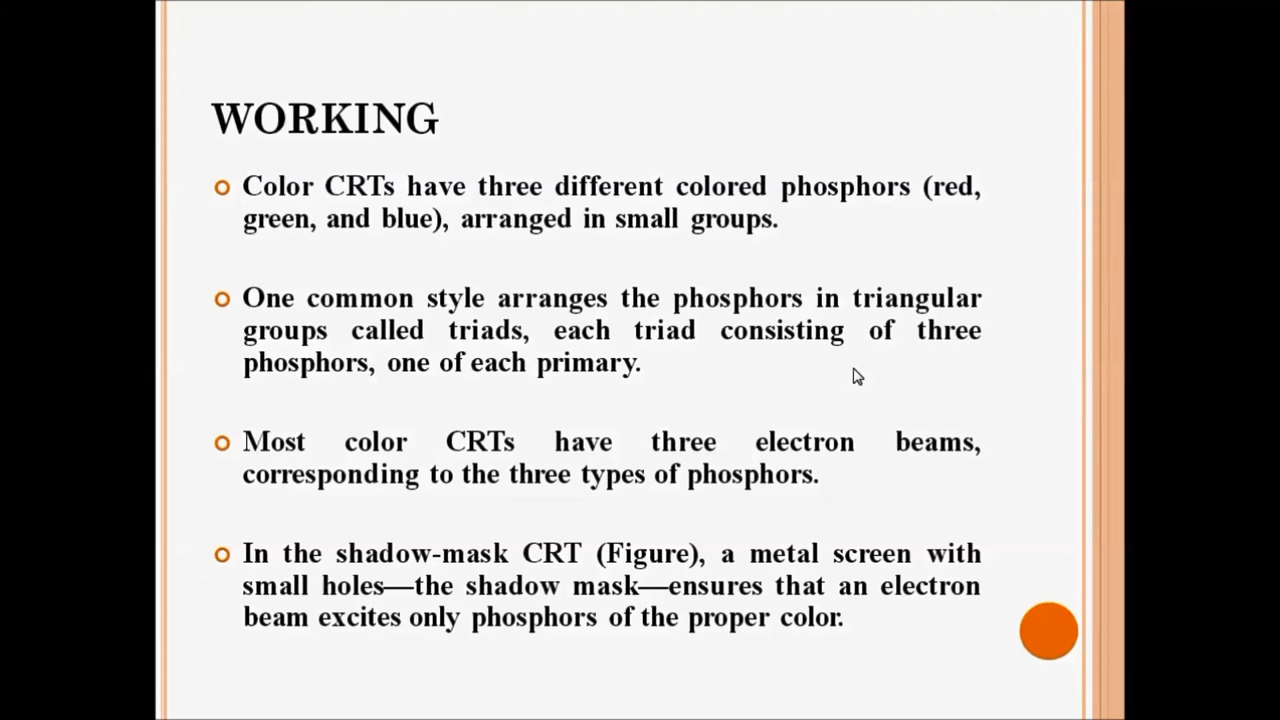 WORKING
Color CRTs have three different colored phosphors (red,
green, and blue), arranged in small groups.
One common style arranges the phosphors in triangular
groups called triads, each triad consisting of three
phosphors, one of each primary.
Most color CRTs have three electron beams,
corresponding to the three types of phosphors.
In the shadow-mask CRT (Figure), a metal screen with
small holes—the shadow mask—ensures that an electron
beam excites only phosphors of the proper color.